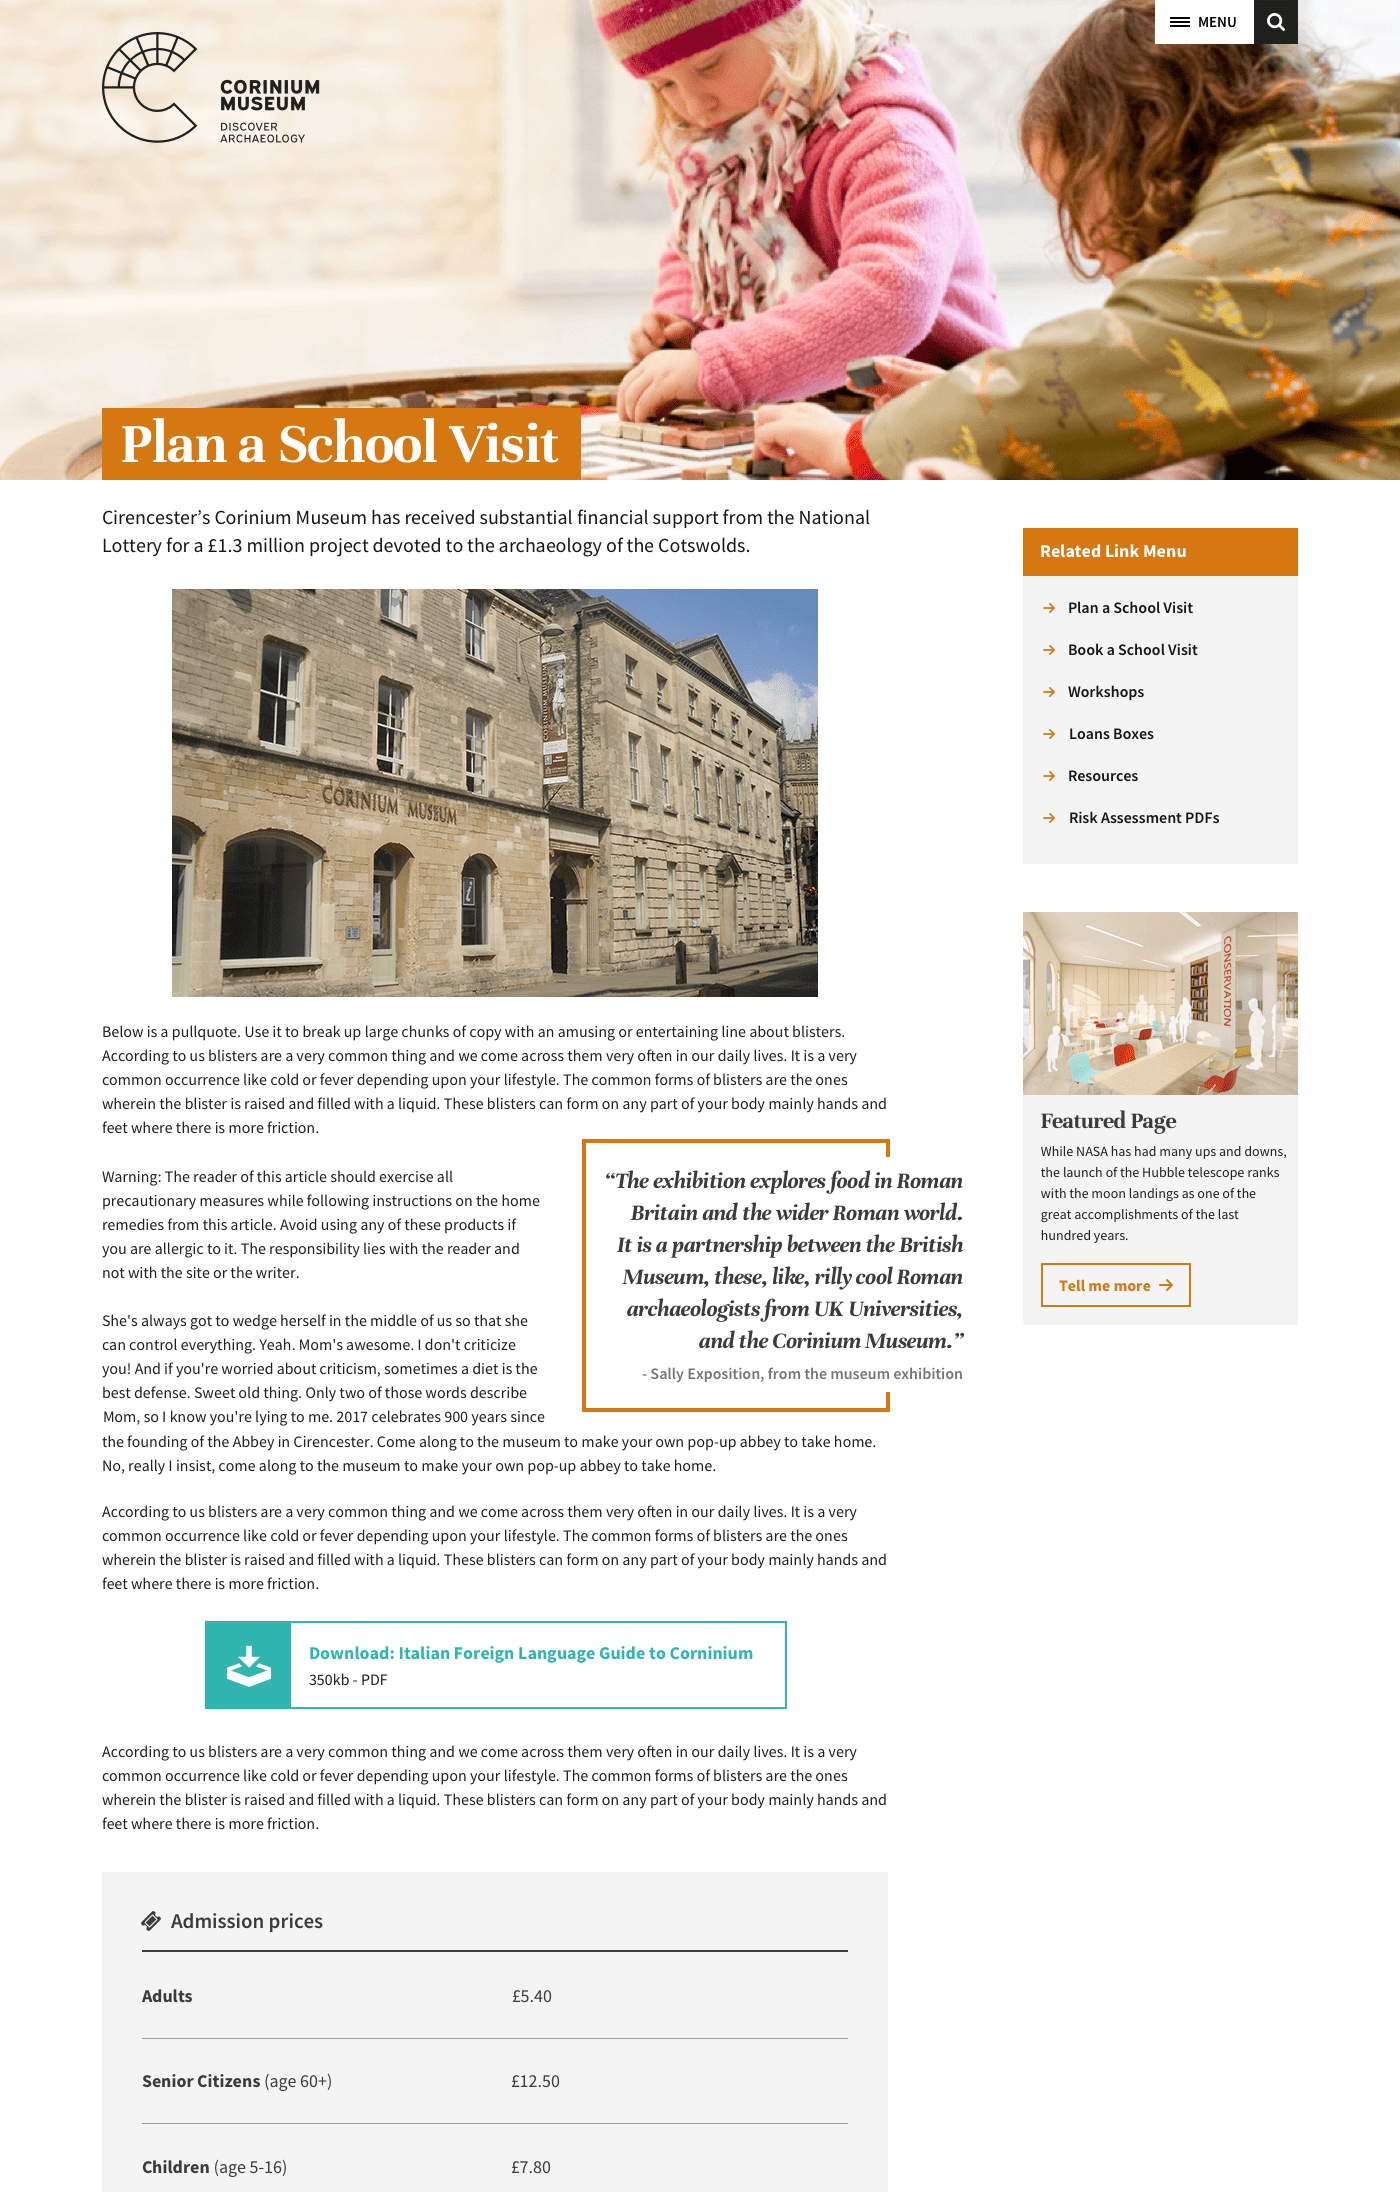 MENU
CORINIUM
MUSEUM
DISCOVER
ARCHAEOLOGY
Plan a School Visit
Cirencester’s Corinium Museum has received substantial financial support from the National
Lottery for a £1.3 million project devoted to the archaeology of the Cotswolds.
CORINIUM MUSEUM
CORINIUM MUSEUM
i
Below is a pullquote. Use it to break up large chunks of copy with an amusing or entertaining line about blisters.
According to us blisters are a very common thing and we come across them very often in our daily lives. It is a very
common occurrence like cold or fever depending upon your lifestyle. The common forms of blisters are the ones
wherein the blister is raised and filled with a liquid. These blisters can form on any part of your body mainly hands and
feet where there is more friction.
Warning: The reader of this article should exercise all
precautionary measures while following instructions on the home
remedies from this article. Avoid using any of these products if
you are allergic to it. The responsibility lies with the reader and
not with the site or the writer.
She's always got to wedge herself in the middle of us so that she
can control everything. Yeah. Mom's awesome. I don't criticize
you! And if you're worried about criticism, sometimes a diet is the
best defense. Sweet old thing. Only two of those words describe
Mom, so I know you're lying to me. 2017 celebrates 900 years since
the founding of the Abbey in Cirencester. Come along to the museum to make your own pop-up abbey to take home.
No, really I insist, come along to the museum to make your own pop-up abbey to take home.
“The exhibition explores food in Roman
Britain and the wider Roman world.
It is a partnership between the British
Museum, these, like, rilly cool Roman
archaeologists from UK Universities,
and the Corinium Museum.”
- Sally Exposition, from the museum exhibition
According to us blisters are a very common thing and we come across them very often in our daily lives. It is a very
common occurrence like cold or fever depending upon your lifestyle. The common forms of blisters are the ones
wherein the blister is raised and filled with a liquid. These blisters can form on any part of your body mainly hands and
feet where there is more friction.
Download: Italian Foreign Language Guide to Corninium
350kb - PDF
According to us blisters are a very common thing and we come across them very often in our daily lives. It is a very
common occurrence like cold or fever depending upon your lifestyle. The common forms of blisters are the ones
wherein the blister is raised and filled with a liquid. These blisters can form on any part of your body mainly hands and
feet where there is more friction.
Admission prices
Adults £5.40
Senior Citizens (age 60+) £12.50
Children (age 5-16) £7.80
Related Link Menu
Plan a School Visit
Book a School Visit
Workshops
Loans Boxes
Resources
Risk Assessment PDFs
CONSERVATION
Featured Page
While NASA has had many ups and downs,
the launch of the Hubble telescope ranks
with the moon landings as one of the
great accomplishments of the last
hundred years.
Tell me more